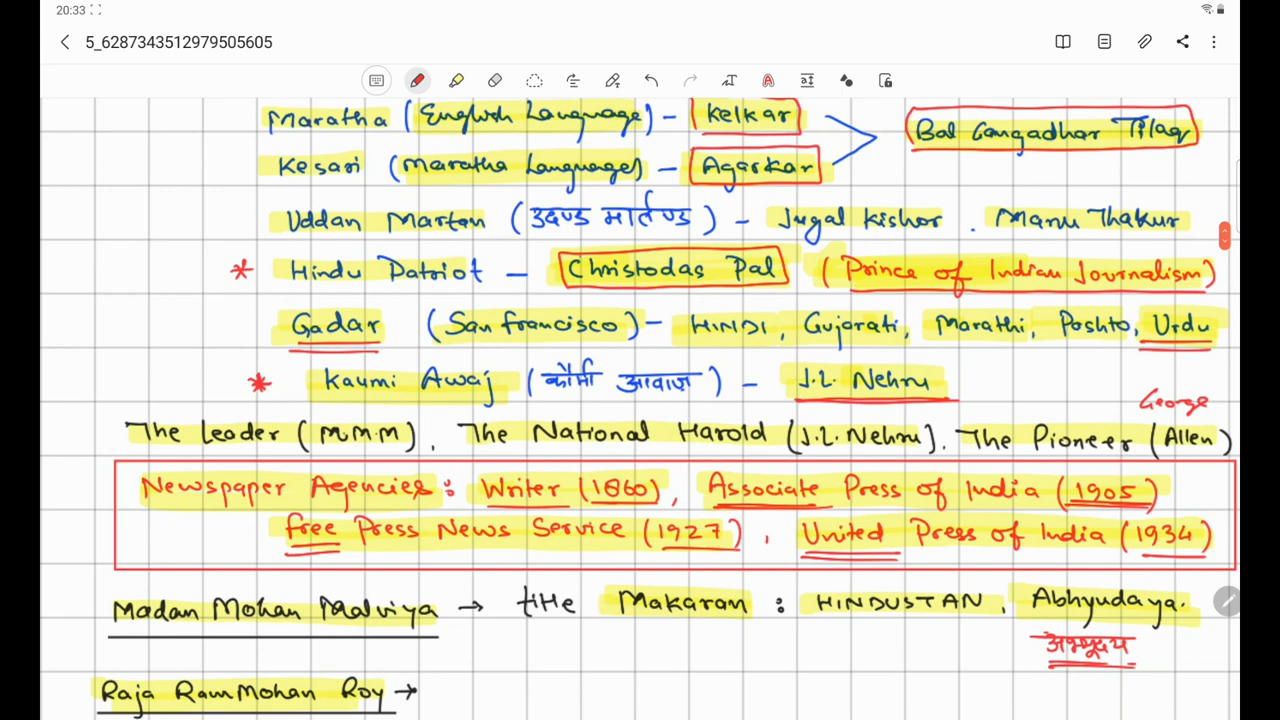 20:33
5_6287343512979505605
Maratha (English Language) - Kelkar
Bal Gangadhar Tilaq
Kesari (Maratha Language) - Agarkar
Uddan Martan (उदण्ड मार्तण्ड) - Jugal Kishor. Manu Thakur
* Hindu Patriot - Christodas Pal (Prince of Indian Journalism)
Gadar (San francisco) - HINDI, Gujarati, Marathi, Poshto, Urdu
* Kaumi Awaj (कौमी आवाज) - J.L. Nehru
George
The Leader (M.M.M). The National Harold (J.L. Nehru). The Pioneer (Allen)
Newspaper Agencies: Writer (1860), Associate Press of India (1905)
free Press News Service (1927), United Press of India (1934)
Madan Mohan Malviya → title Makaran : HINDUSTAN, Abhyudaya.
अभ्युदय
Raja RamMohan Roy →